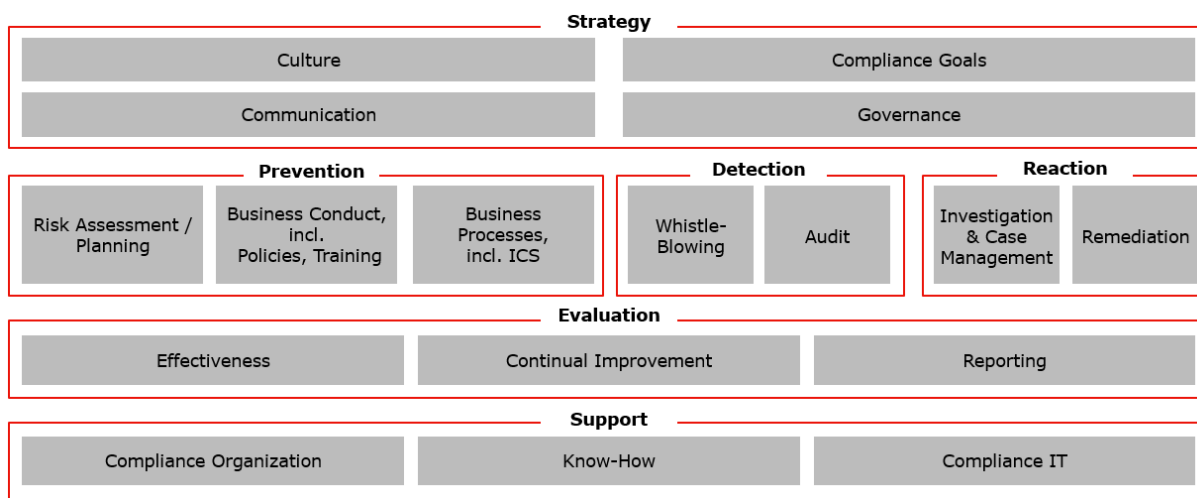 Strategy
Culture
Compliance Goals
Communication
Governance
Prevention
Risk Assessment /
Planning
Business Conduct,
incl.
Policies, Training
Business
Processes,
incl. ICS
Detection
Whistle-
Blowing
Audit
Reaction
Investigation
& Case
Management
Remediation
Evaluation
Effectiveness
Continual Improvement
Reporting
Support
Compliance Organization
Know-How
Compliance IT